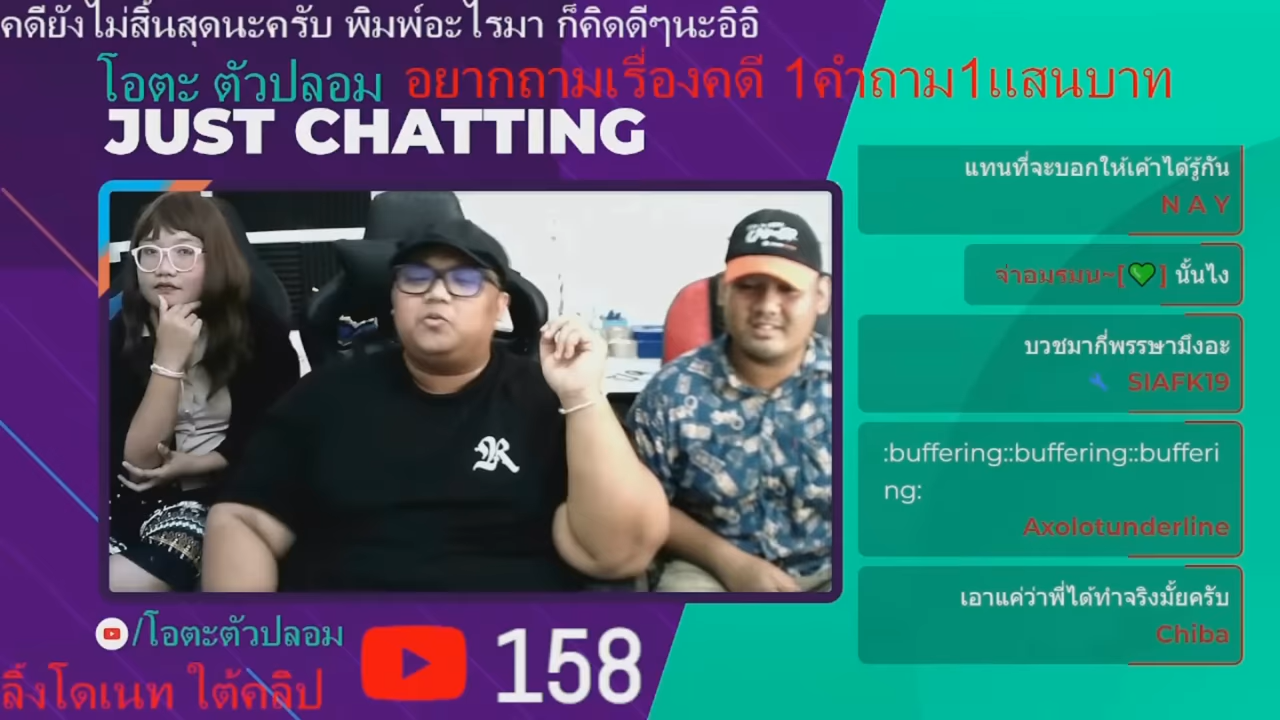 คดียังไม่สิ้นสุดนะครับ พิมพ์อะไรมา ก็คิดดีๆนะอิอิ
โอตะ ตัวปลอม อยากถามเรื่องคดี 1คำถาม1แสนบาท
JUST CHATTING
แทนที่จะบอกให้เค้าได้รู้กัน
N A Y
จ่าอมรมน~[💚] นั้นไง
บวชมากี่พรรษามึงอะ
SIAFK19
:buffering::buffering::bufferi
ng:
Axolotunderline
เอาแค่ว่าพี่ได้ทำจริงมั้ยครับ
Chiba
/โอตะตัวปลอม
158
ลิ้งโดเนท ใต้คลิป